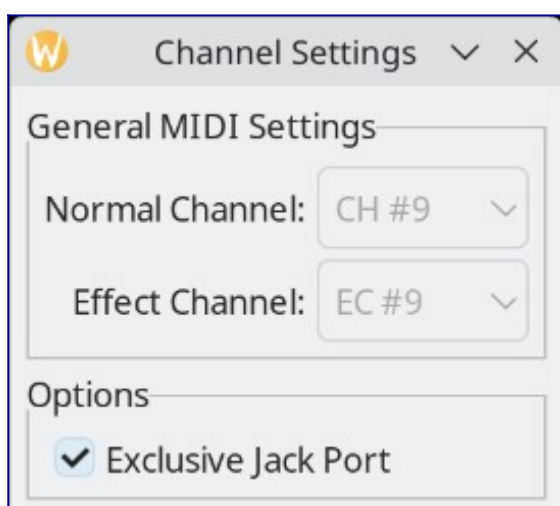 Channel Settings
General MIDI Settings
Normal Channel: CH #9
Effect Channel: EC #9
Options
Exclusive Jack Port